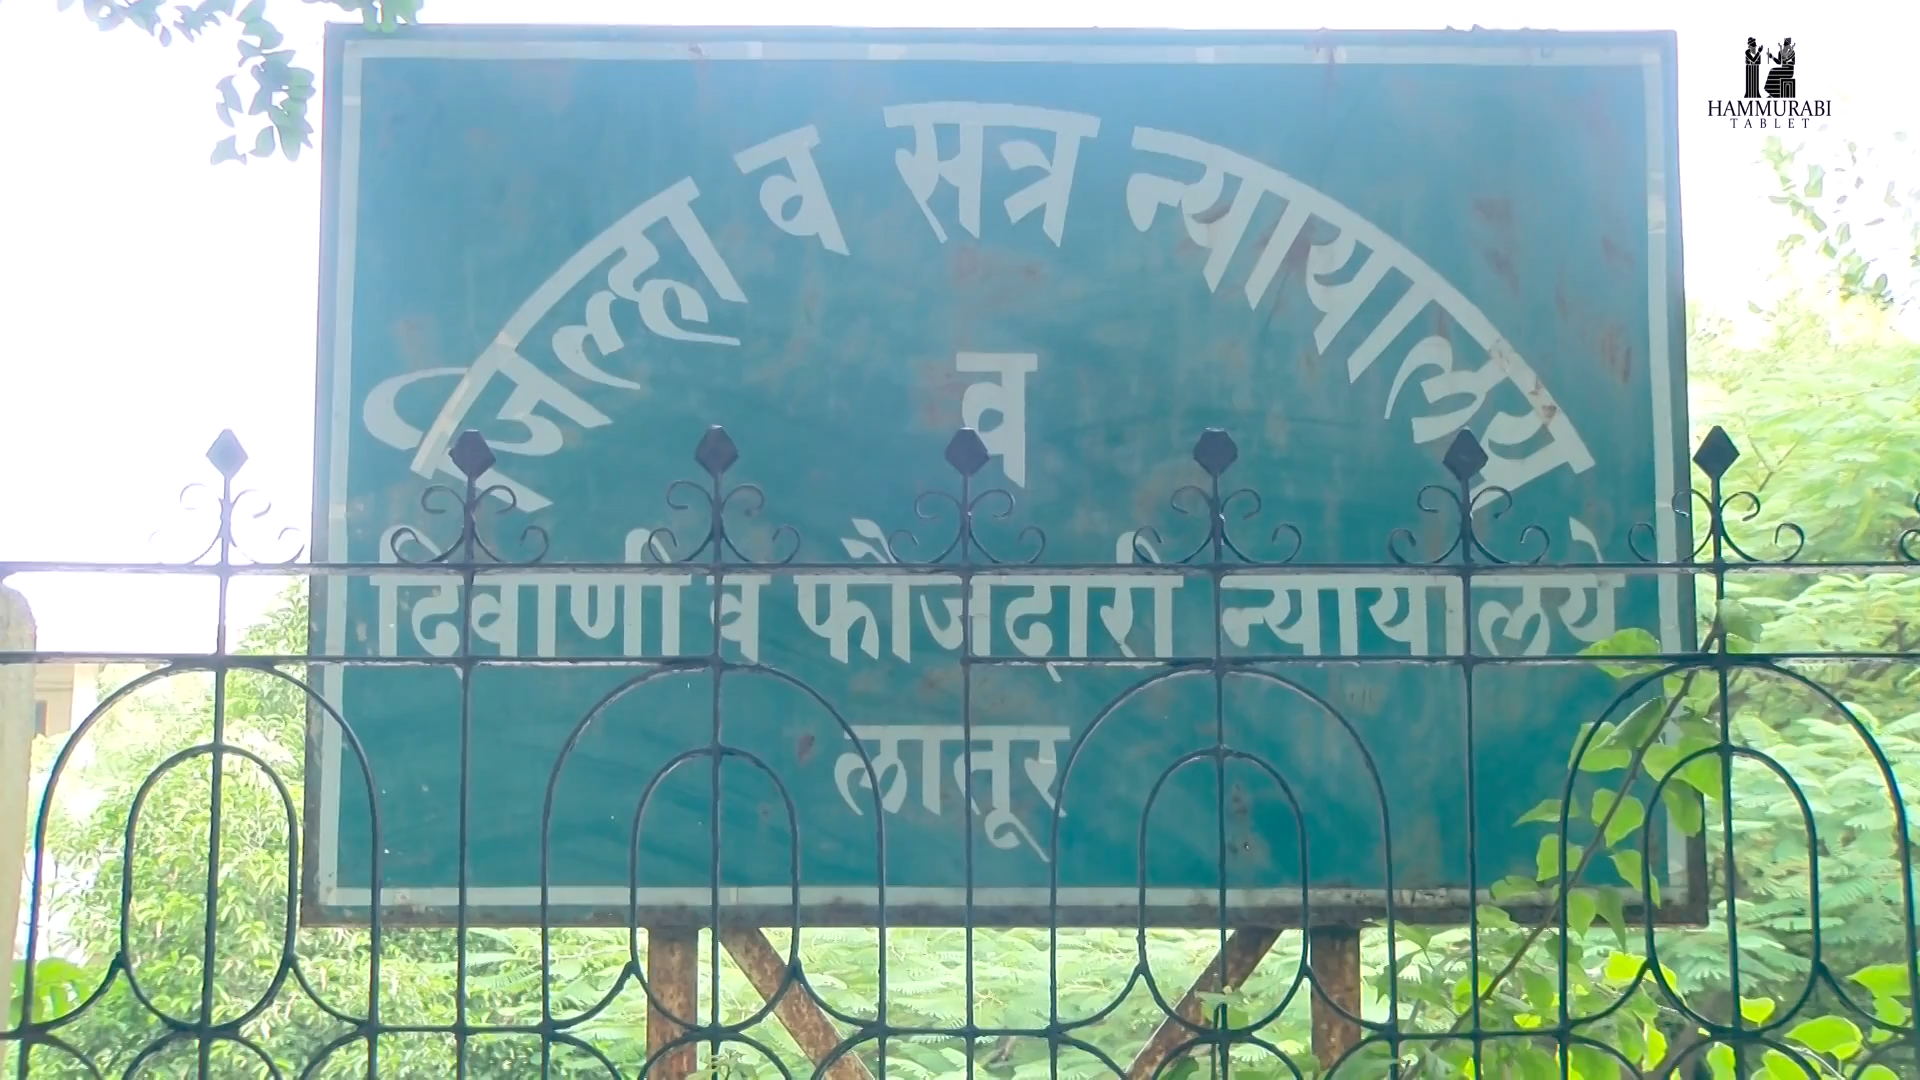 जिल्हा व सत्र न्यायालय
व
दिवाणी व फौजदारी न्यायालये
लातूर
HAMMURABI
TABLET